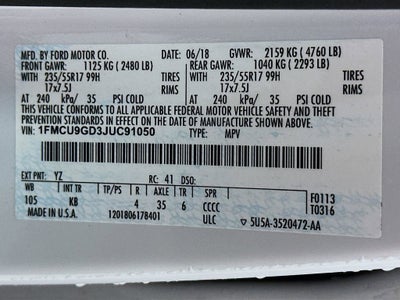 MFD. BY FORD MOTOR CO. 06/18 GVWR: 2159 KG ( 4760 LB)
FRONT GAWR: 1125 KG ( 2480 LB) REAR GAWR: 1040 KG ( 2293 LB)
WITH 235/55R17 99H TIRES WITH 235/55R17 99H TIRES
17x7.5J RIMS 17x7.5J RIMS
AT 240 kPa/ 35 PSI COLD AT 240 kPa/ 35 PSI COLD
THIS VEHICLE CONFORMS TO ALL APPLICABLE FEDERAL MOTOR VEHICLE SAFETY AND BUMPER
STANDARDS IN EFFECT ON THE DATE OF MANUFACTURE SHOWN ABOVE.
VIN: 1FMCU9GD3JUC91050 TYPE: MPV
EXT PNT: YZ RC: 41 DSO:
WB INT TR TP/PS R AXLE TR SPR
105 KB 4 35 6 CCCC F0113
T0316
MADE IN U.S.A. 1201806178401 ULC 5U5A-3520472-AA